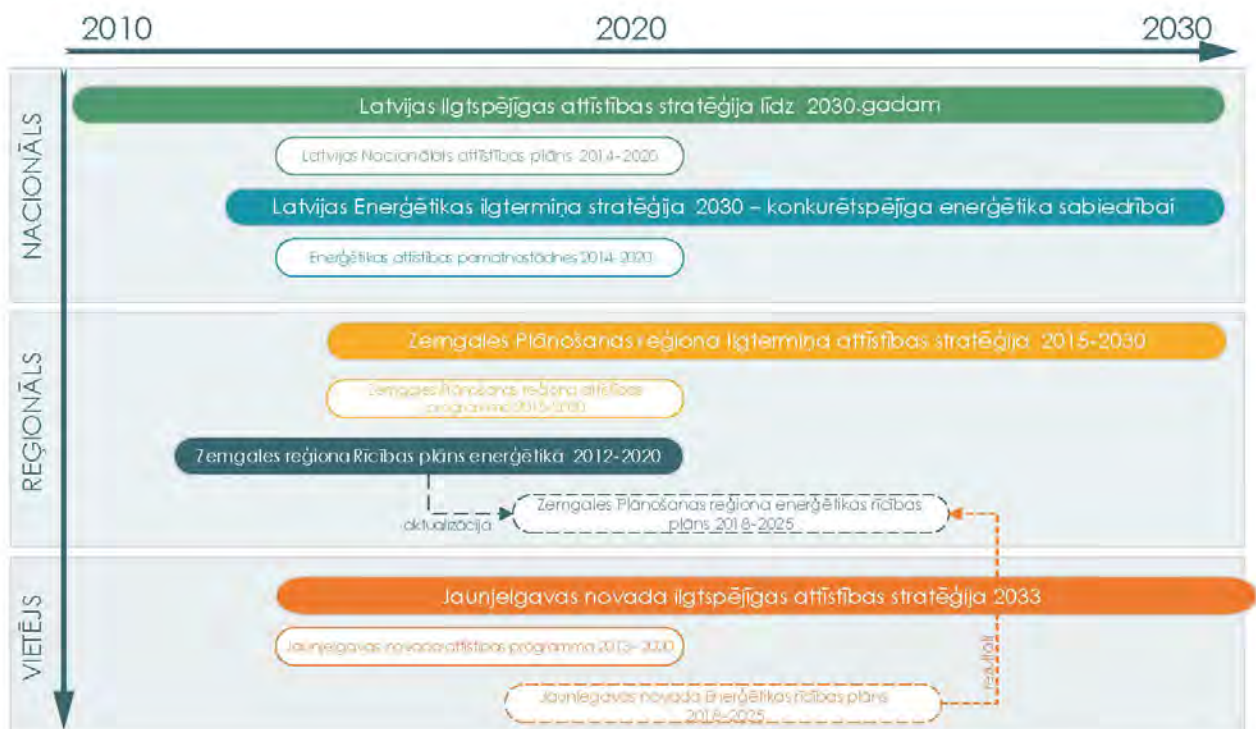 2010 2020 2030
NACIONĀLS
Latvijas ilgtspējīgas attīstības stratēģija līdz 2030.gadam
Latvijas Nacionālais attīstības plāns 2014-2020
Latvijas Enerģētikas ilgtermiņa stratēģija 2030 – konkurētspējīga enerģētika sabiedrībai
Enerģētikas attīstības pamatnostādnes 2014-2020
REĢIONĀLS
Zemgales Plānošanas reģiona ilgtermiņa attīstības stratēģija 2015-2030
Zemgales Plānošanas reģiona attīstības
programma 2015-2020
Zemgales reģiona Rīcības plāns enerģētikā 2012-2020
aktualizācija
Zemgales Plānošanas reģiona enerģētikas rīcības
plāns 2018-2025
VIETĒJS
Jaunjelgavas novada ilgtspējīgas attīstības stratēģija 2033
Jaunjelgavas novada attīstības programma 2013-2020
rezultāti
Jaunjelgavas novada Enerģētikas rīcības plāns
2018-2025